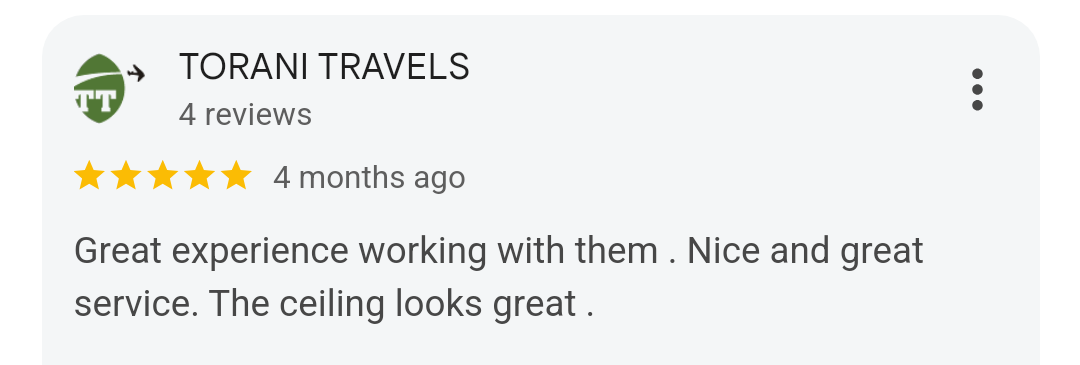 TORANI TRAVELS
TT
4 reviews
4 months ago
Great experience working with them . Nice and great
service. The ceiling looks great .